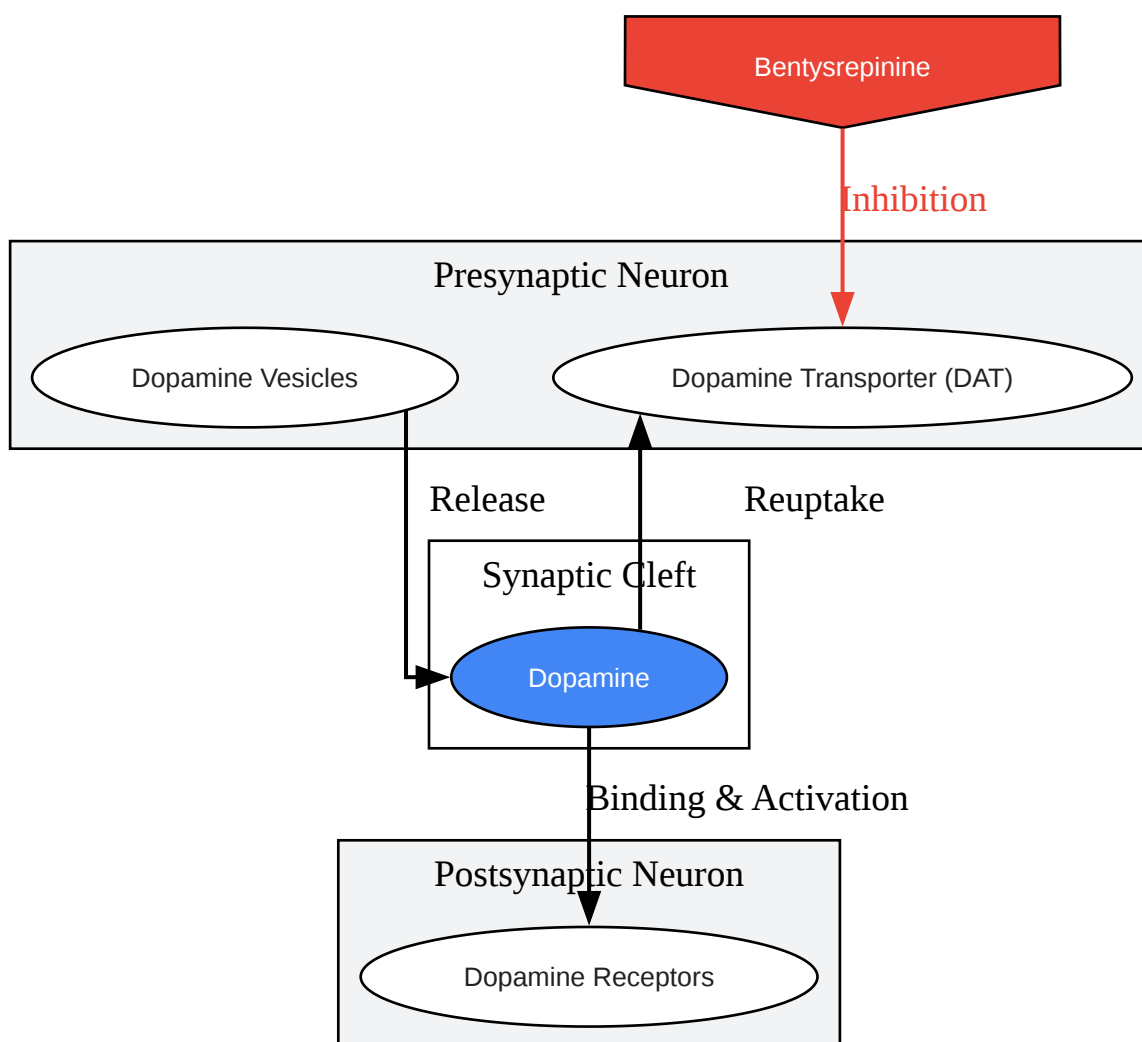 Bentysrepinine
Inhibition
Presynaptic Neuron
Dopamine Vesicles
Dopamine Transporter (DAT)
Release
Reuptake
Synaptic Cleft
Dopamine
Binding & Activation
Postsynaptic Neuron
Dopamine Receptors